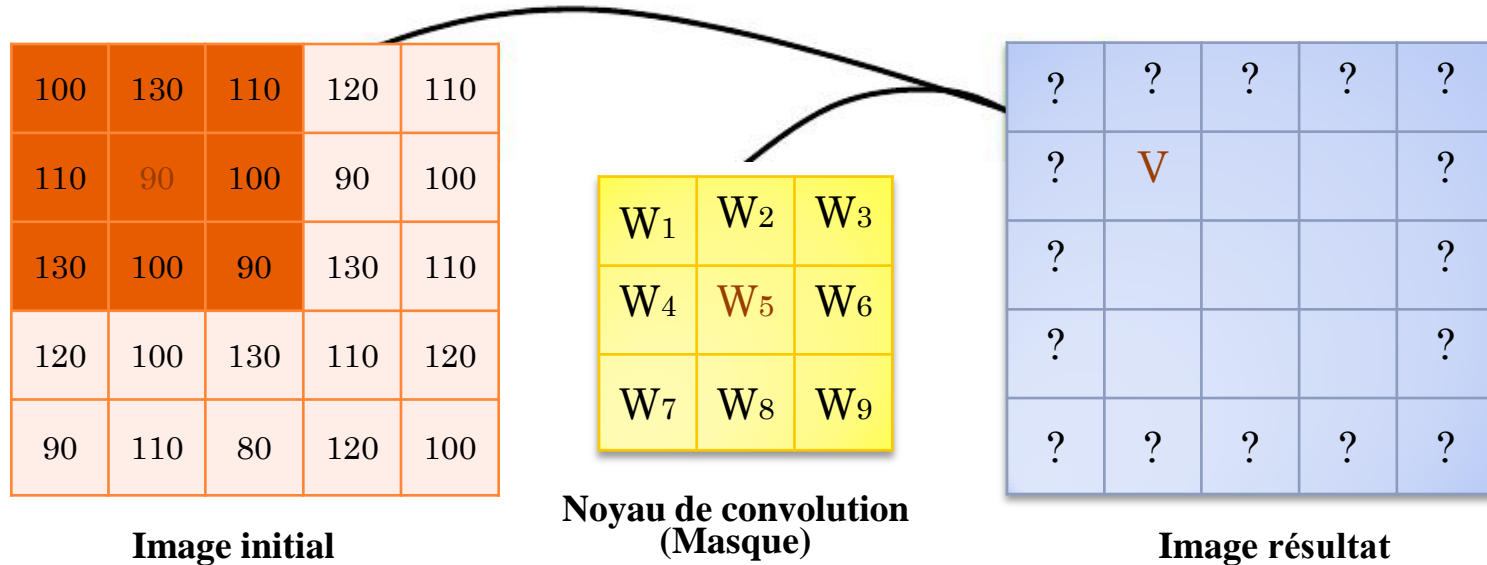 100 130 110 120 110
110 90 100 90 100
130 100 90 130 110
120 100 130 110 120
90 110 80 120 100
Image initial
W1 W2 W3
W4 W5 W6
W7 W8 W9
Noyau de convolution
(Masque)
? ? ? ? ?
? V ?
? ?
? ?
? ? ? ? ?
Image résultat